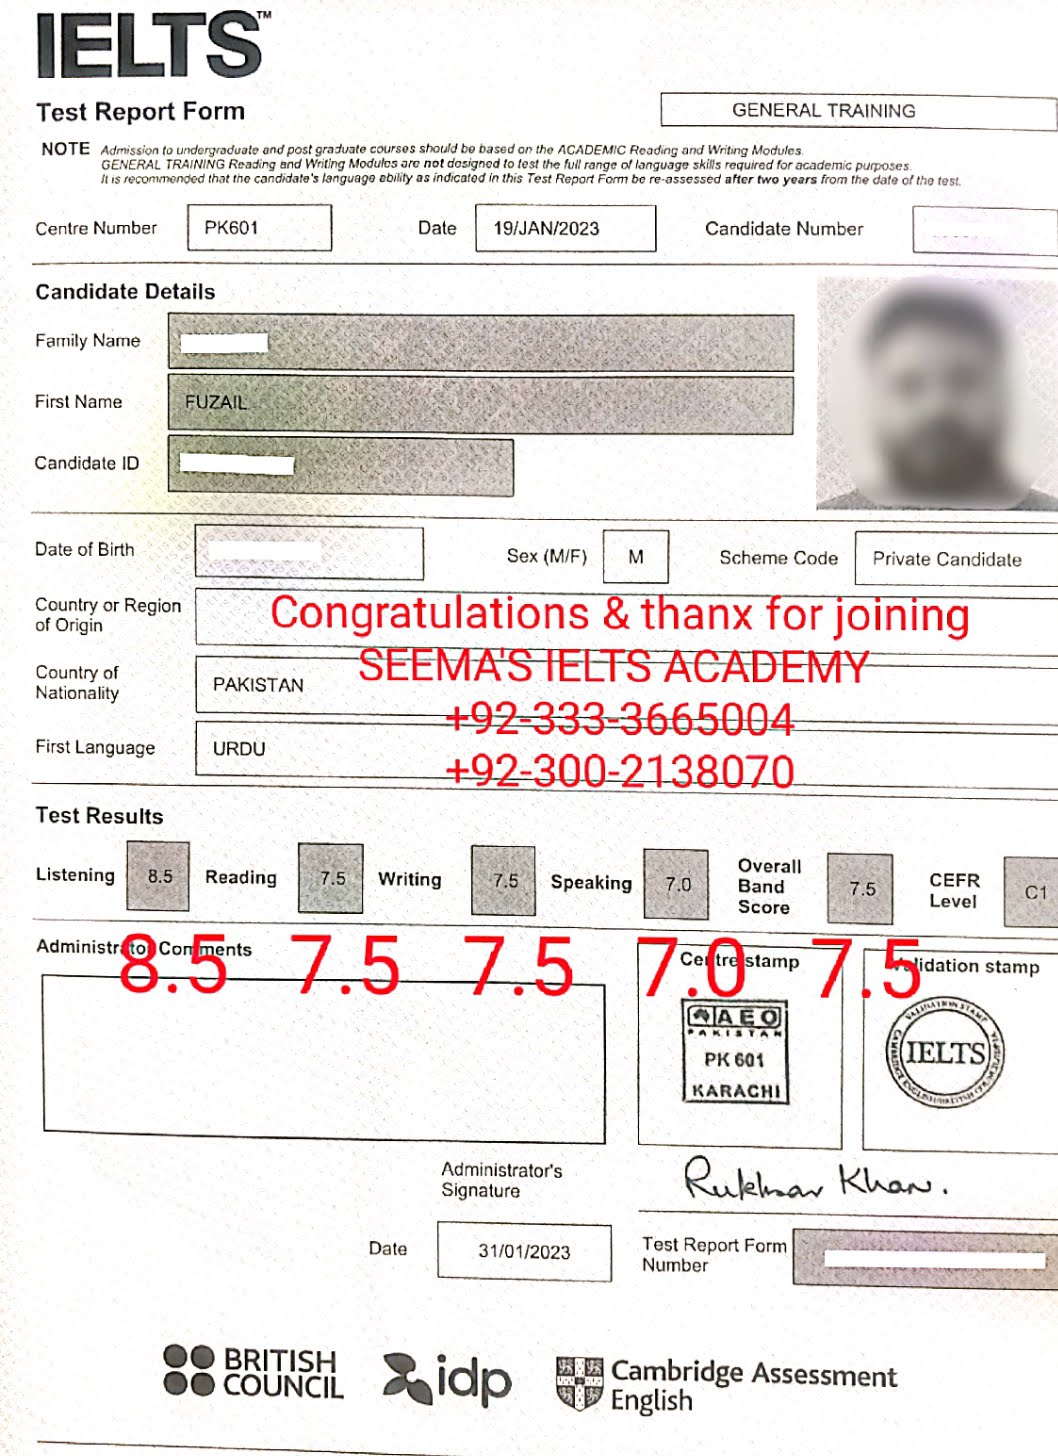 IELTS™
Test Report Form
GENERAL TRAINING
NOTE Admission to undergraduate and post graduate courses should be based on the ACADEMIC Reading and Writing Modules.
GENERAL TRAINING Reading and Writing Modules are not designed to test the full range of language skills required for academic purposes.
It is recommended that the candidate's language ability as indicated in this Test Report Form be re-assessed after two years from the date of the test.
Centre Number PK601 Date 19/JAN/2023 Candidate Number
Candidate Details
Family Name
First Name FUZAIL
Candidate ID
Date of Birth Sex (M/F) M Scheme Code Private Candidate
Country or Region
of Origin
Congratulations & thanx for joining
SEEMA'S IELTS ACADEMY
Country of
Nationality
PAKISTAN
+92-333-3665004
First Language URDU
+92-300-2138070
Test Results
Listening 8.5 Reading 7.5 Writing 7.5 Speaking 7.0 Overall
Band
Score
7.5 CEFR
Level
C1
8.5 7.5 7.5 7.0 7.5
Administrator Comments
Centre stamp
Validation stamp
AEO
PAKISTAN
PK 601
KARACHI
VALIDATION STAMP
IELTS
Administrator's
Signature
Rukhsar Khan.
Date 31/01/2023
Test Report Form
Number
BRITISH
COUNCIL
idp
Cambridge Assessment
English